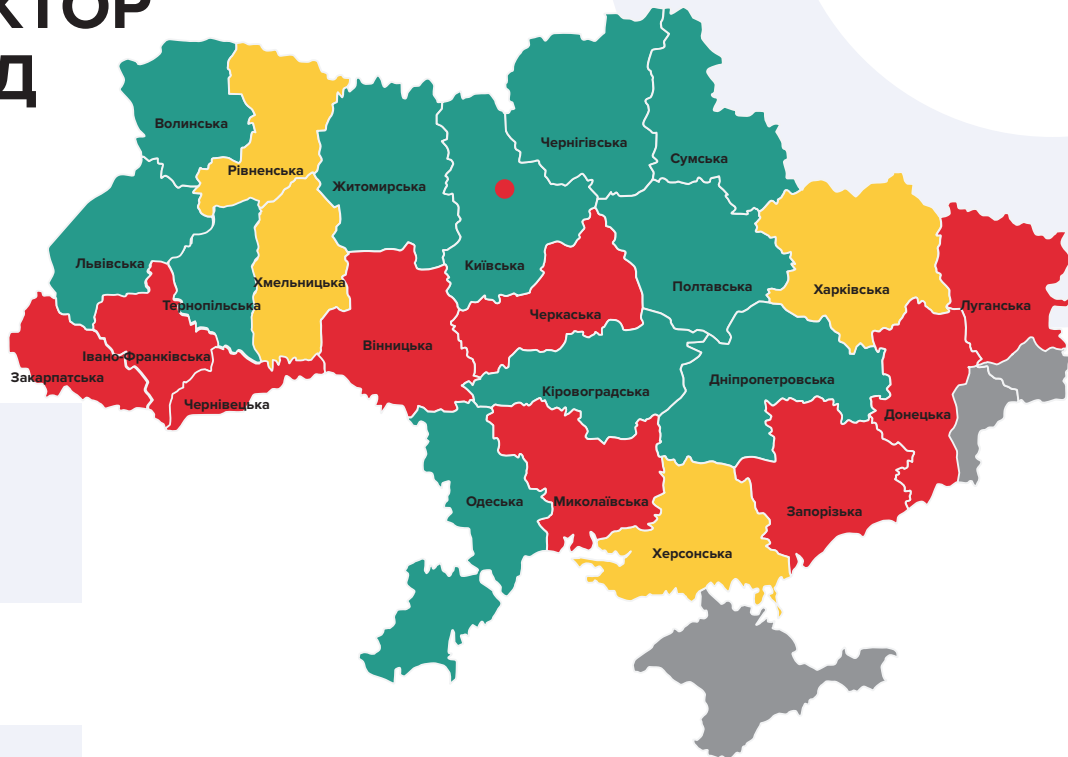 КТОР
Д
Волинська
Чернігівська
Сумська
Рівненська
Житомирська
Львівська
Київська
Хмельницька
Полтавська
Харківська
Тернопільська
Луганська
Черкаська
Вінницька
Івано-Франківська
Закарпатська
Дніпропетровська
Кіровоградська
Чернівецька
Донецька
Одеська
Миколаївська
Запорізька
Херсонська